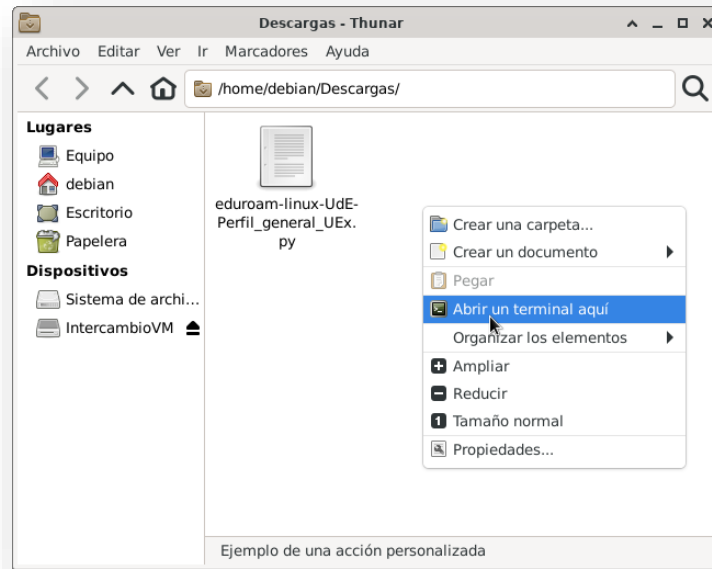 Descargas - Thunar
Archivo Editar Ver Ir Marcadores Ayuda
/home/debian/Descargas/
Lugares
Equipo
debian
Escritorio
Papelera
Dispositivos
Sistema de archi...
IntercambioVM
eduroam-linux-UdE-
Perfil_general_UEx.
py
Crear una carpeta...
Crear un documento
Pegar
Abrir un terminal aquí
Organizar los elementos
Ampliar
Reducir
1 Tamaño normal
Propiedades...
Ejemplo de una acción personalizada